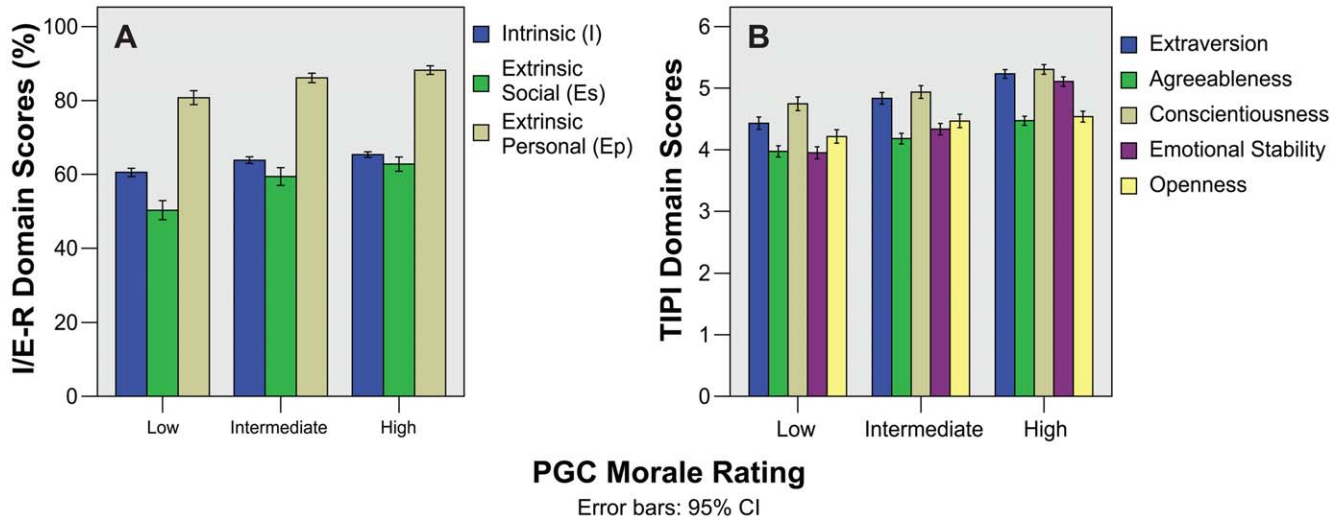 A
I/E-R Domain Scores (%)
100
80
60
40
20
0
Low Intermediate High
Intrinsic (I)
Extrinsic
Social (Es)
Extrinsic
Personal (Ep)
B
TIPI Domain Scores
6
5
4
3
2
1
0
Low Intermediate High
Extraversion
Agreeableness
Conscientiousness
Emotional Stability
Openness
PGC Morale Rating
Error bars: 95% CI